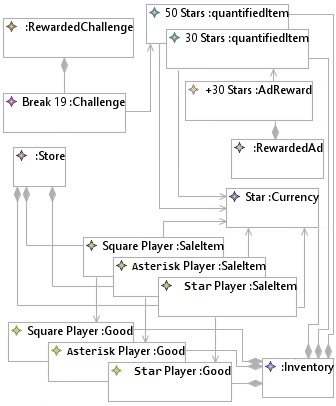 50 Stars :quantifiedItem
:RewardedChallenge
30 Stars :quantifiedItem
+30 Stars :AdReward
Break 19 :Challenge
:RewardedAd
:Store
Star :Currency
Square Player :SaleItem
Asterisk Player :SaleItem
Star Player :SaleItem
Square Player :Good
Asterisk Player :Good
Star Player :Good
:Inventory